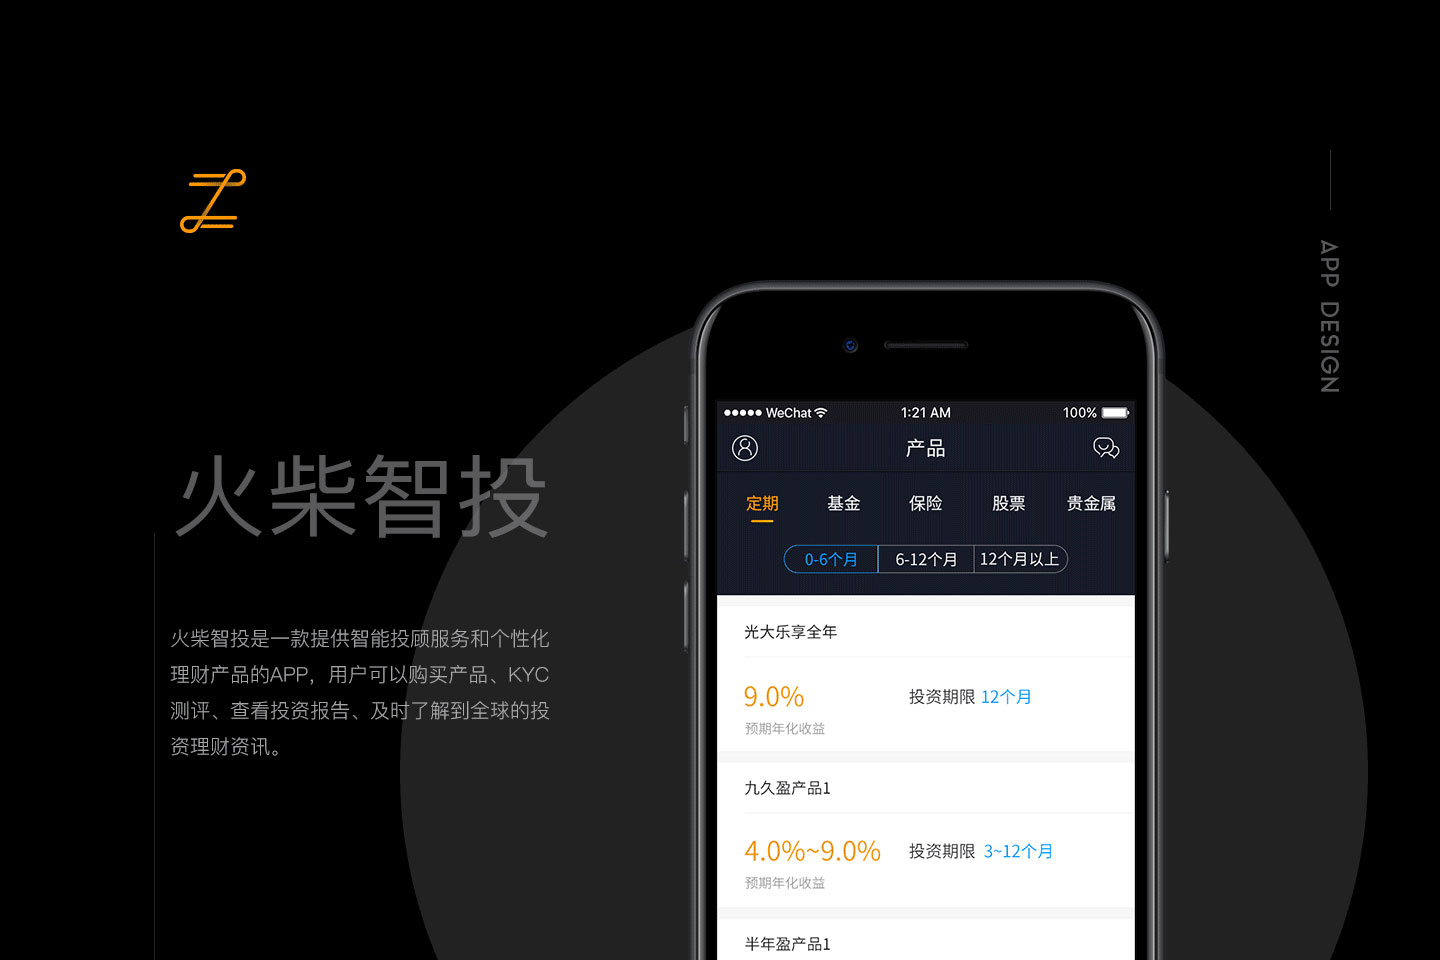 APP DESIGN
火柴智投
火柴智投是一款提供智能投顾服务和个性化
理财产品的APP，用户可以购买产品、KYC
测评、查看投资报告、及时了解到全球的投
资理财资讯。
WeChat 1:21 AM 100%
产品
定期 基金 保险 股票 贵金属
0-6个月 6-12个月 12个月以上
光大乐享全年
9.0% 投资期限 12个月
预期年化收益
九久盈产品1
4.0%~9.0% 投资期限 3~12个月
预期年化收益
半年盈产品1